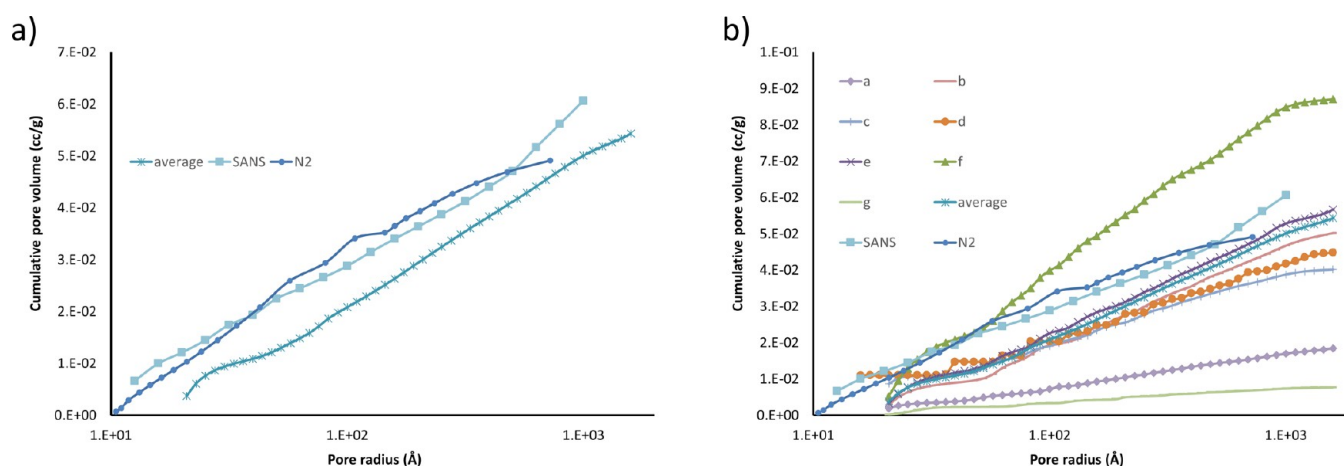 a)
7.E-02
6.E-02
5.E-02
4.E-02
3.E-02
2.E-02
1.E-02
0.E+00
Cumulative pore volume (cc/g)
average SANS N2
1.E+01 1.E+02 1.E+03
Pore radius (Å)
b)
1.E-01
9.E-02
8.E-02
7.E-02
6.E-02
5.E-02
4.E-02
3.E-02
2.E-02
1.E-02
0.E+00
Cumulative pore volume (cc/g)
a b
c d
e f
g average
SANS N2
1.E+01 1.E+02 1.E+03
Pore radius (Å)